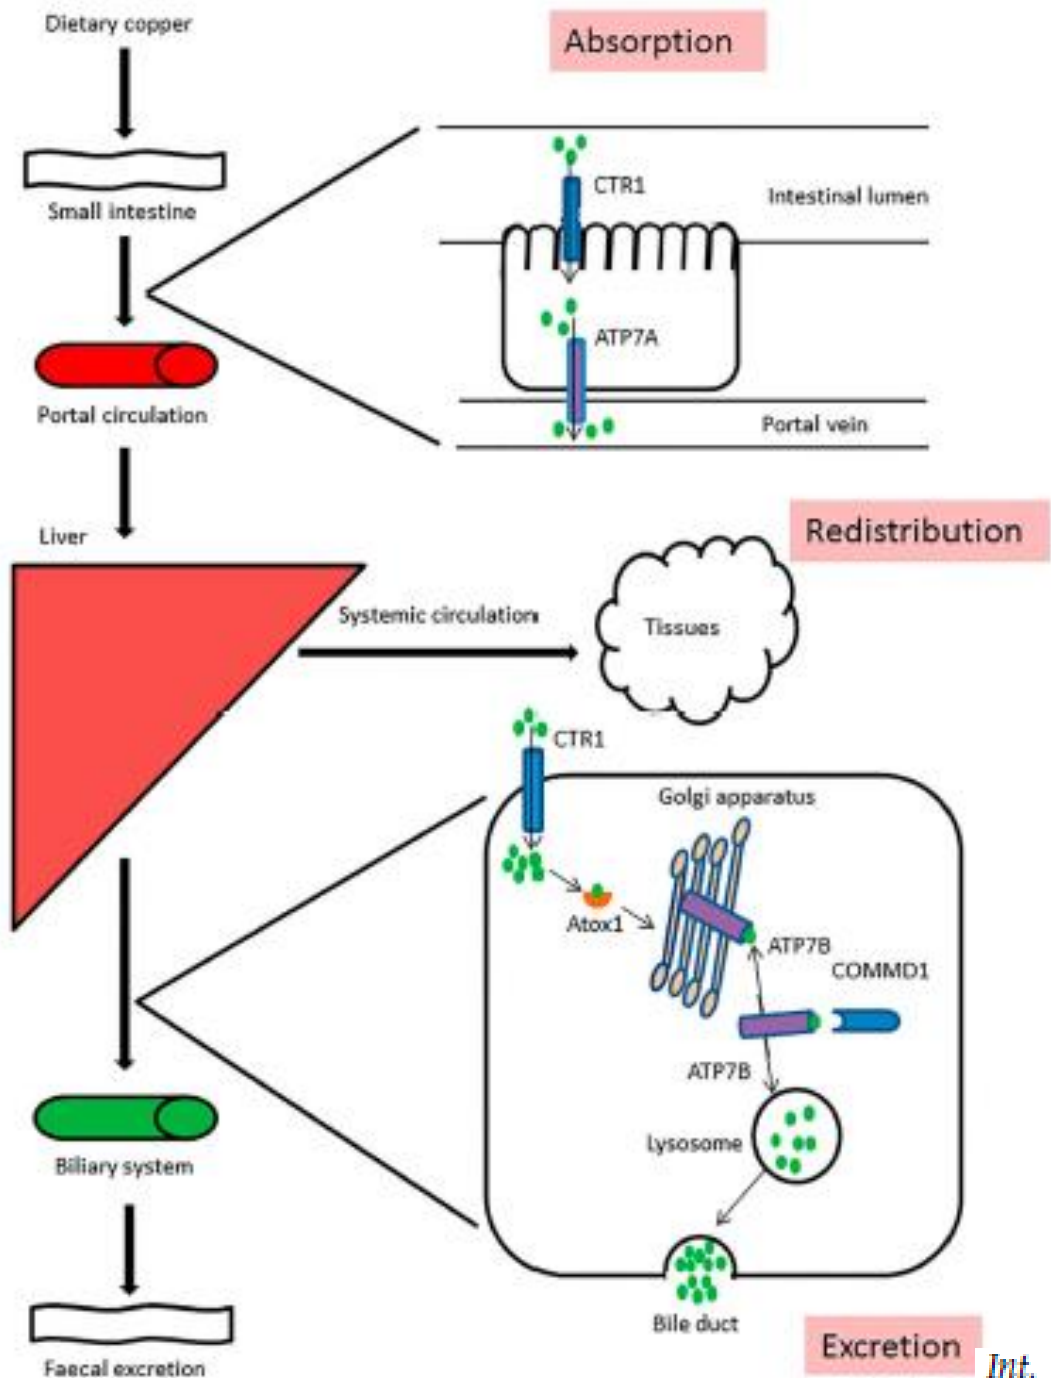 Dietary copper
Absorption
CTR1
Intestinal lumen
Small intestine
ATP7A
Portal circulation
Portal vein
Liver
Redistribution
Systemic circulation
Tissues
CTR1
Golgi apparatus
Atox1
ATP7B
COMMD1
ATP7B
Lysosome
Biliary system
Bile duct
Excretion
Faecal excretion
Int.